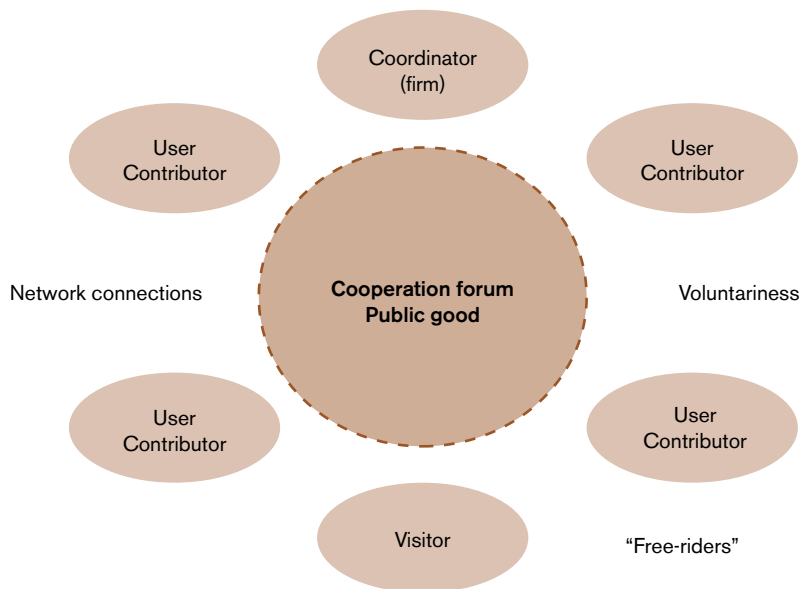 Coordinator
(firm)
User
Contributor
User
Contributor
Network connections
Cooperation forum
Public good
Voluntariness
User
Contributor
User
Contributor
Visitor
“Free-riders”